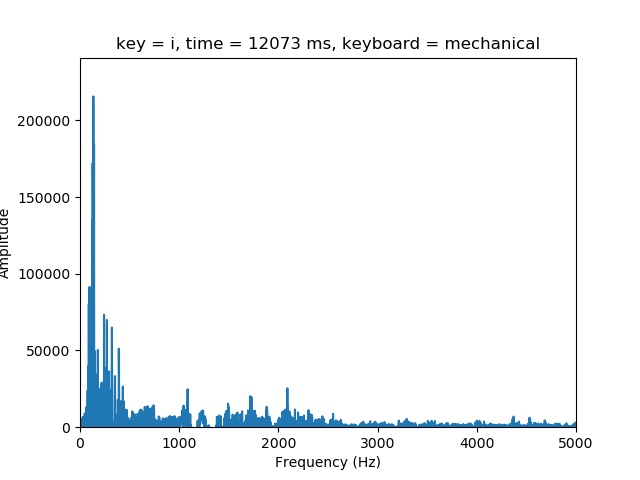 key = i, time = 12073 ms, keyboard = mechanical
200000
150000
100000
50000
0
Amplitude
0 1000 2000 3000 4000 5000
Frequency (Hz)